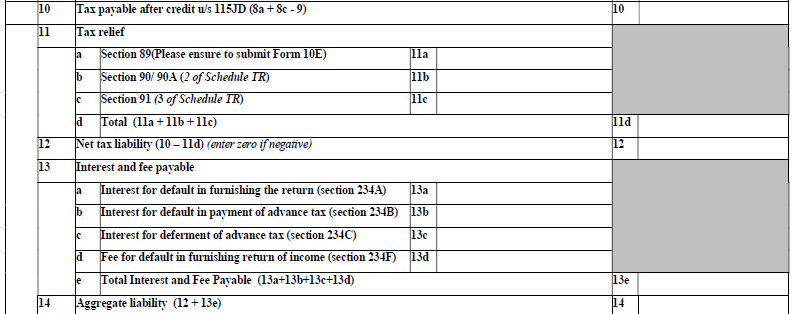 10 Tax payable after credit u/s 115JD (8a + 8c - 9) 10
11 Tax relief
a Section 89(Please ensure to submit Form 10E) 11a
b Section 90/ 90A (2 of Schedule TR) 11b
c Section 91 (3 of Schedule TR) 11c
d Total (11a + 11b + 11c) 11d
12 Net tax liability (10 – 11d) (enter zero if negative) 12
13 Interest and fee payable
a Interest for default in furnishing the return (section 234A) 13a
b Interest for default in payment of advance tax (section 234B) 13b
c Interest for deferment of advance tax (section 234C) 13c
d Fee for default in furnishing return of income (section 234F) 13d
e Total Interest and Fee Payable (13a+13b+13c+13d) 13e
14 Aggregate liability (12 + 13e) 14